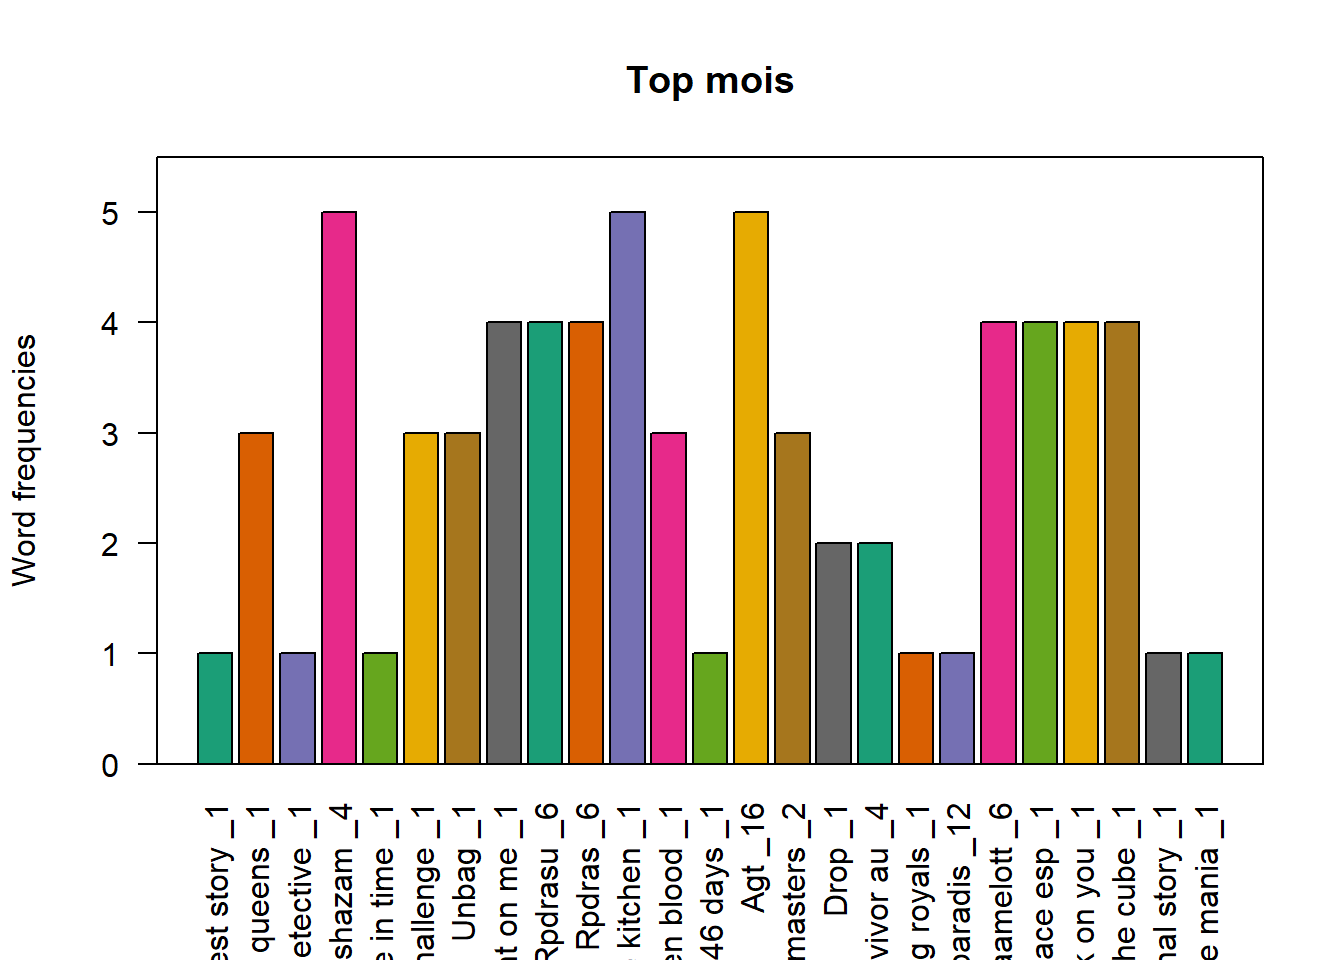 Top mois
Word frequencies
5
4
3
2
1
0
est story _1
queens _1
etective _1
shazam _4
e in time _1
hallenge _1
Unbag _1
at on me _1
Rpdrasu _6
Rpdras _6
kitchen _1
en blood _1
46 days _1
Agt _16
masters _2
Drop _1
vivor au _4
g royals _1
paradis _12
aamelott _6
ace esp _1
k on you _1
he cube _1
nal story _1
e mania _1